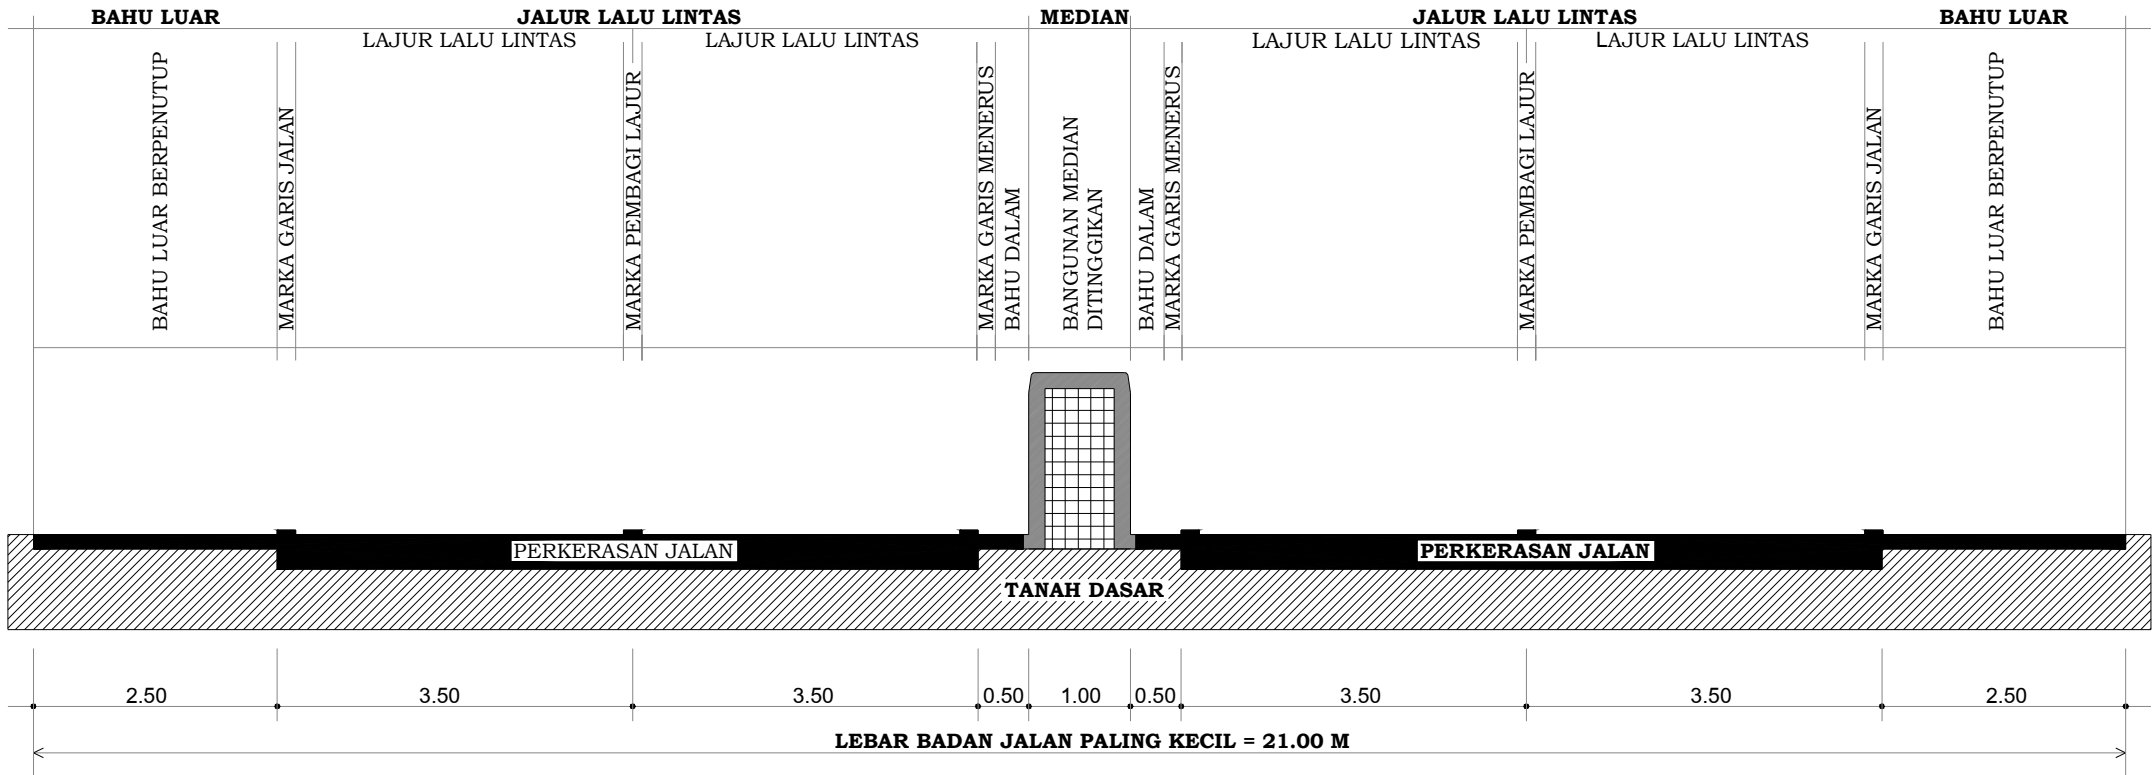 BAHU LUAR
JALUR LALU LINTAS
MEDIAN
JALUR LALU LINTAS
BAHU LUAR
LAJUR LALU LINTAS
LAJUR LALU LINTAS
LAJUR LALU LINTAS
LAJUR LALU LINTAS
BAHU LUAR BERPENUTUP
MARKA GARIS JALAN
MARKA PEMBAGI LAJUR
MARKA GARIS MENERUS
BAHU DALAM
BANGUNAN MEDIAN
DITINGGIKAN
BAHU DALAM
MARKA GARIS MENERUS
MARKA PEMBAGI LAJUR
MARKA GARIS JALAN
BAHU LUAR BERPENUTUP
PERKERASAN JALAN
PERKERASAN JALAN
TANAH DASAR
2.50
3.50
3.50
0.50
1.00
0.50
3.50
3.50
2.50
LEBAR BADAN JALAN PALING KECIL = 21.00 M